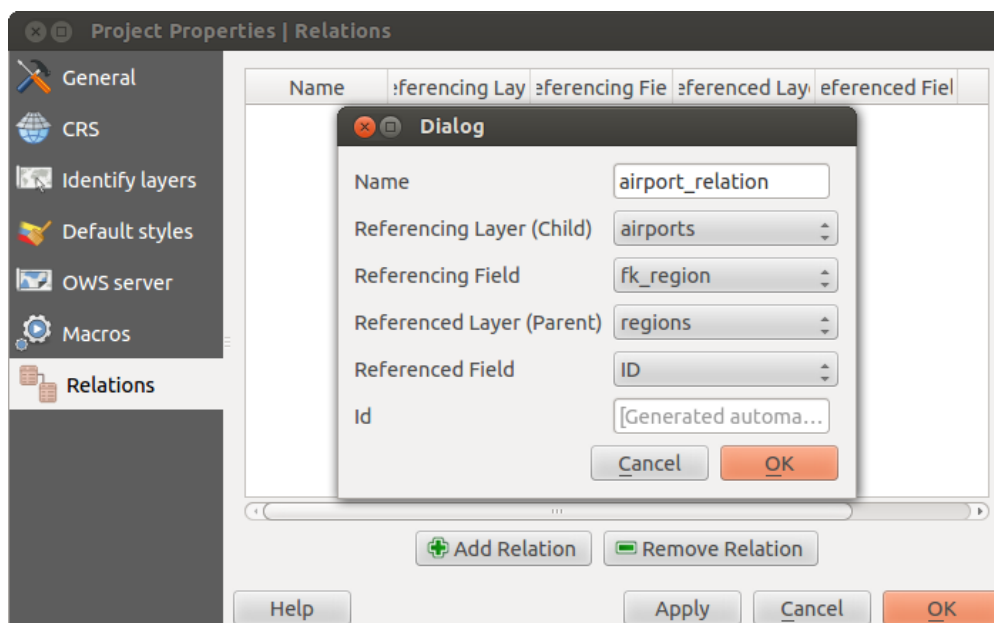 Project Properties | Relations
General
CRS
Identify layers
Default styles
OWS server
Macros
Relations
Name eferencing Lay eferencing Fie eferenced Lay eferenced Fiel
Dialog
Name airport_relation
Referencing Layer (Child) airports
Referencing Field fk_region
Referenced Layer (Parent) regions
Referenced Field ID
Id [Generated automa...
Cancel OK
Add Relation Remove Relation
Help Apply Cancel OK